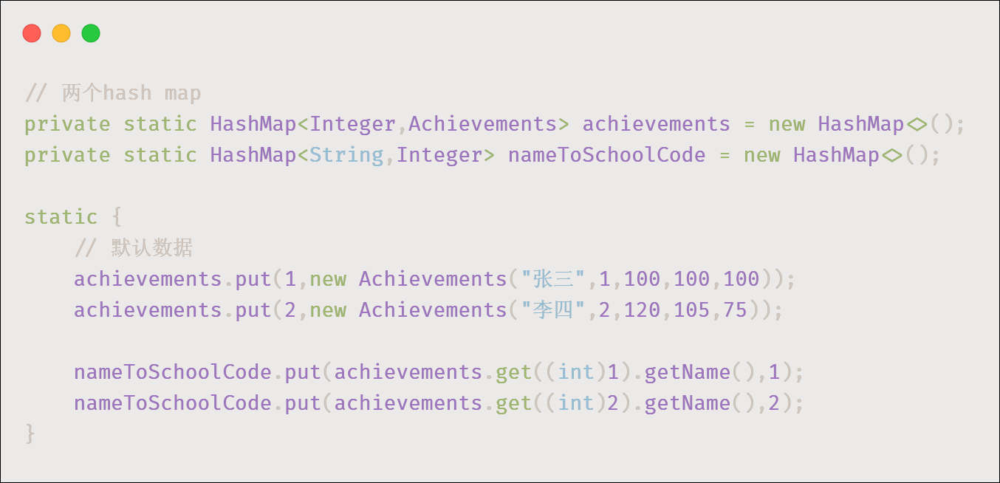 // 两个hash map
private static HashMap<Integer,Achievements> achievements = new HashMap<>();
private static HashMap<String,Integer> nameToSchoolCode = new HashMap<>();
static {
// 默认数据
achievements.put(1,new Achievements("张三",1,100,100,100));
achievements.put(2,new Achievements("李四",2,120,105,75));
nameToSchoolCode.put(achievements.get((int)1).getName(),1);
nameToSchoolCode.put(achievements.get((int)2).getName(),2);
}